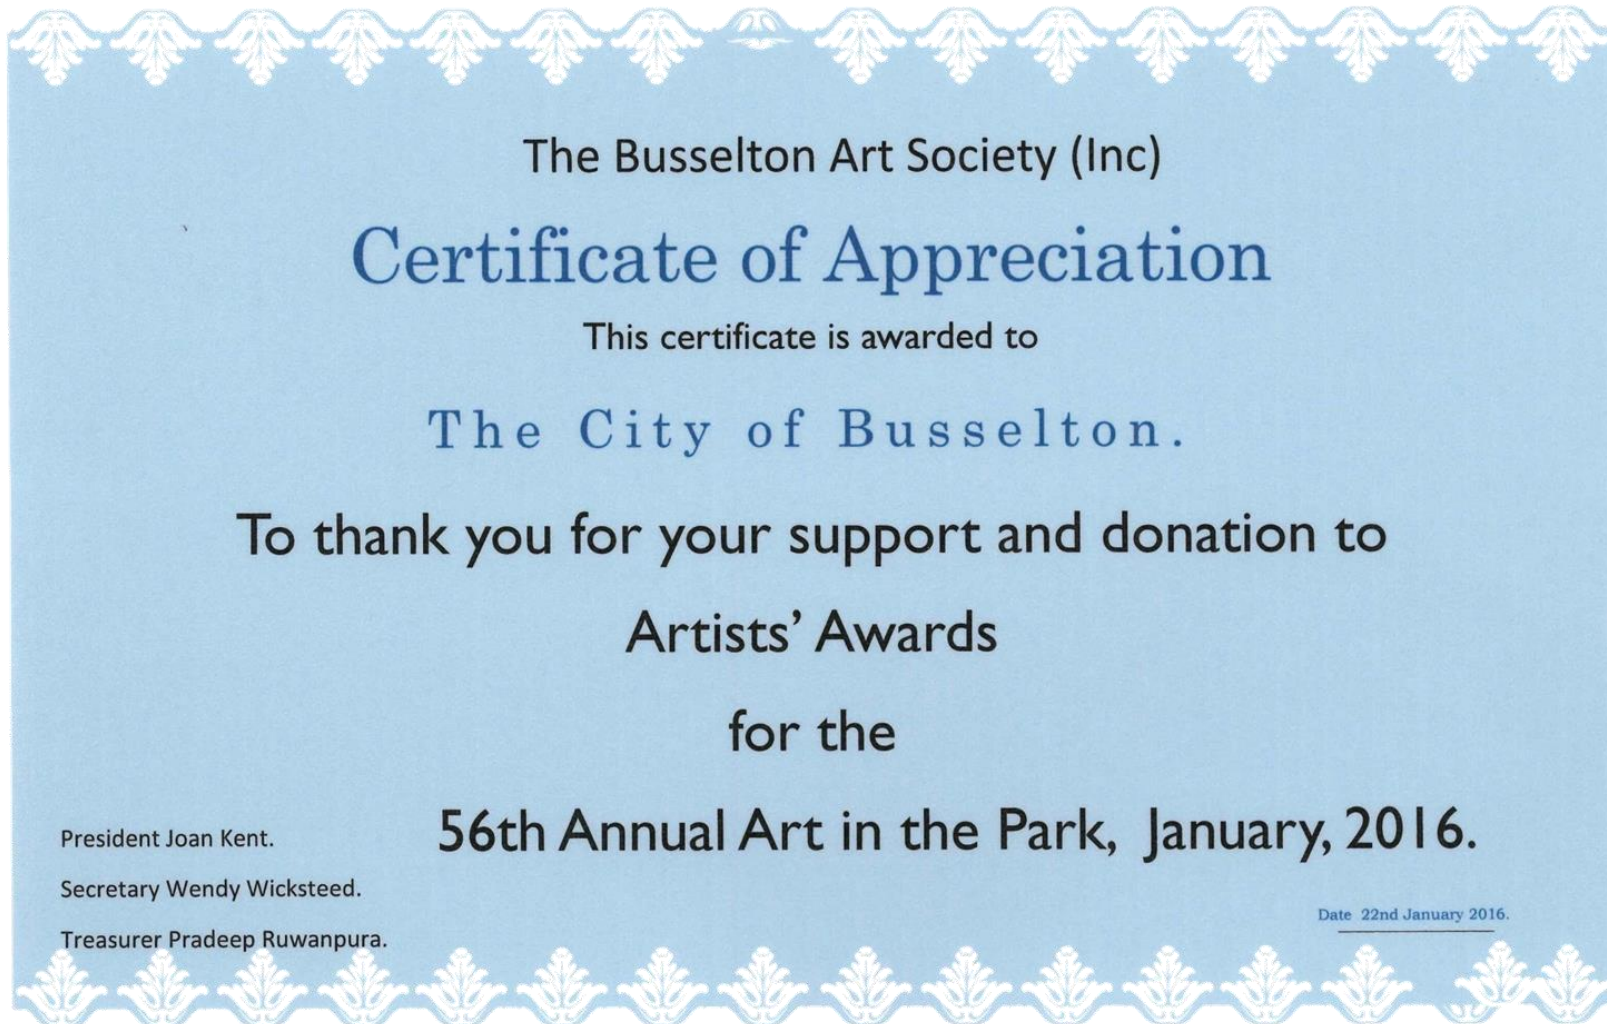 The Busselton Art Society (Inc)
Certificate of Appreciation
This certificate is awarded to
The City of Busselton.
To thank you for your support and donation to
Artists’ Awards
for the
56th Annual Art in the Park, January, 2016.
President Joan Kent.
Secretary Wendy Wicksteed.
Treasurer Pradeep Ruwanpura.
Date 22nd January 2016.